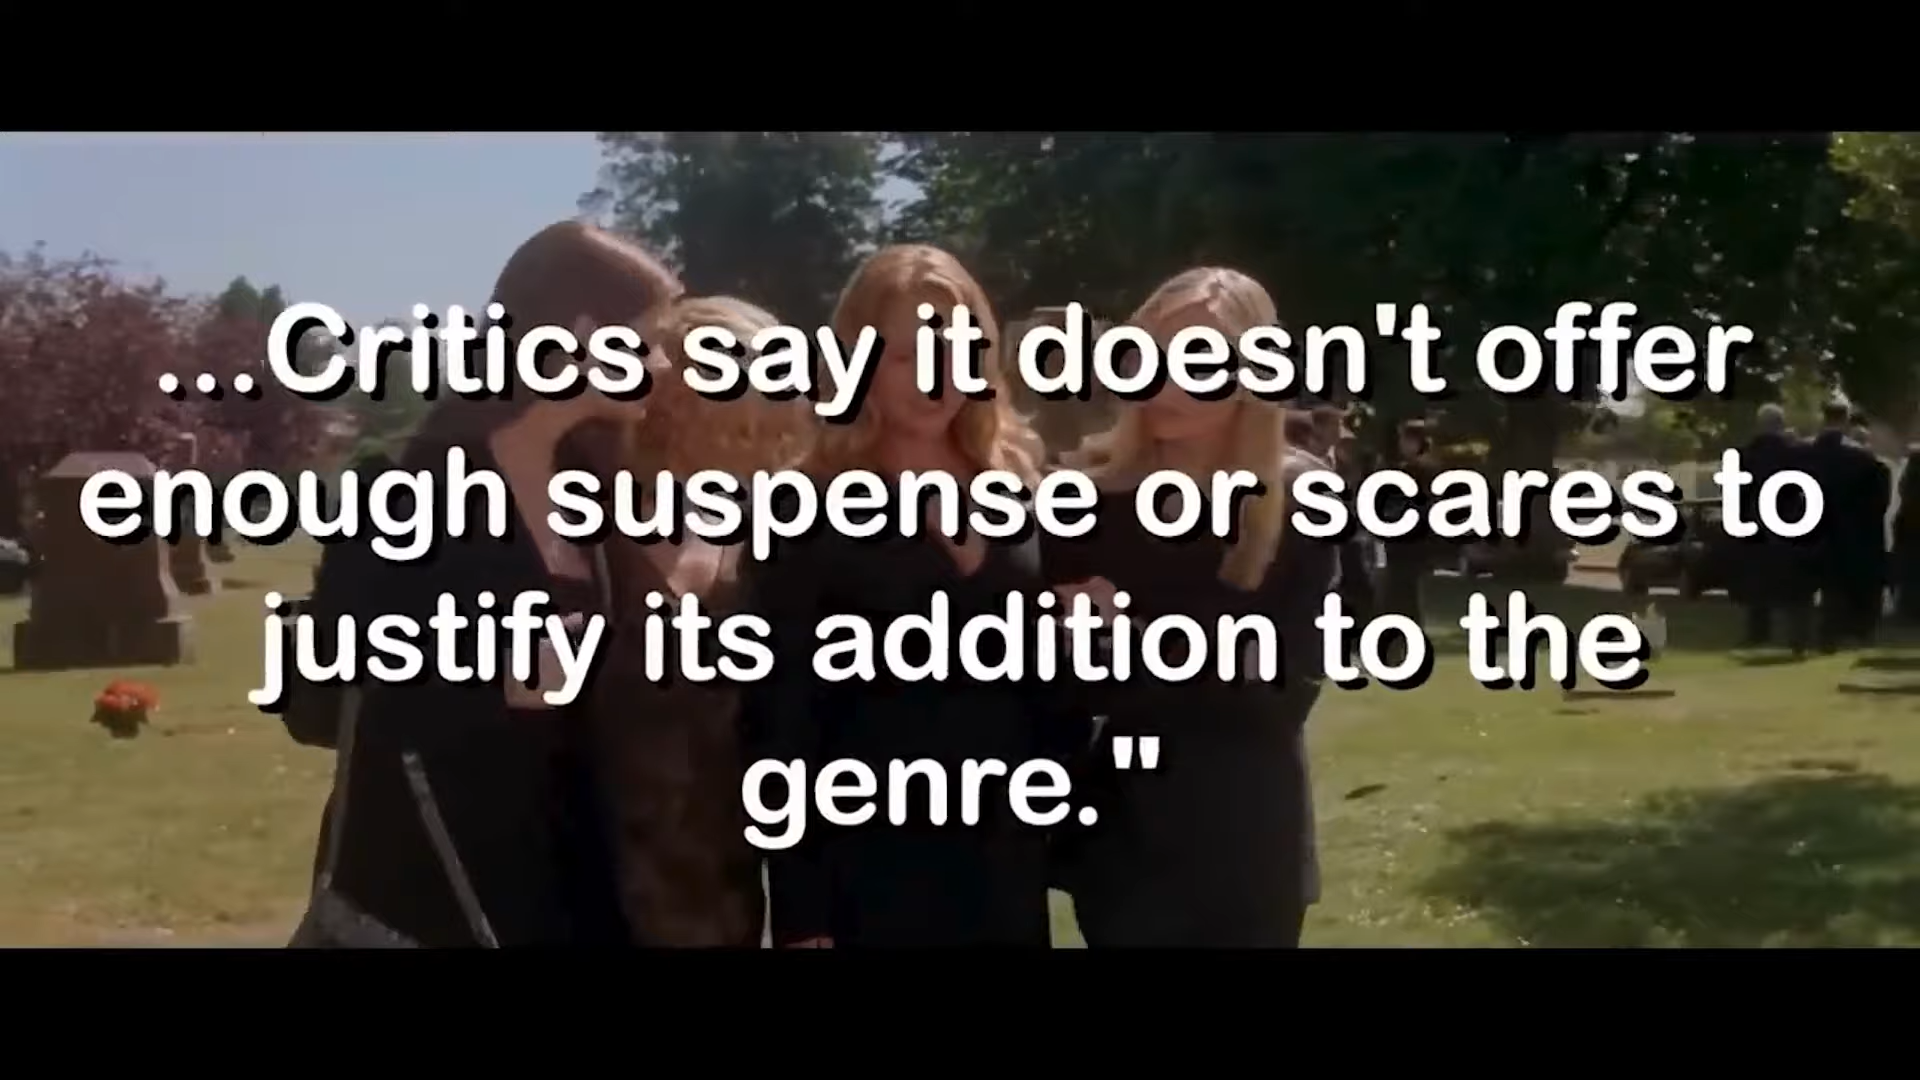 ...Critics say it doesn't offer
enough suspense or scares to
justify its addition to the
genre."